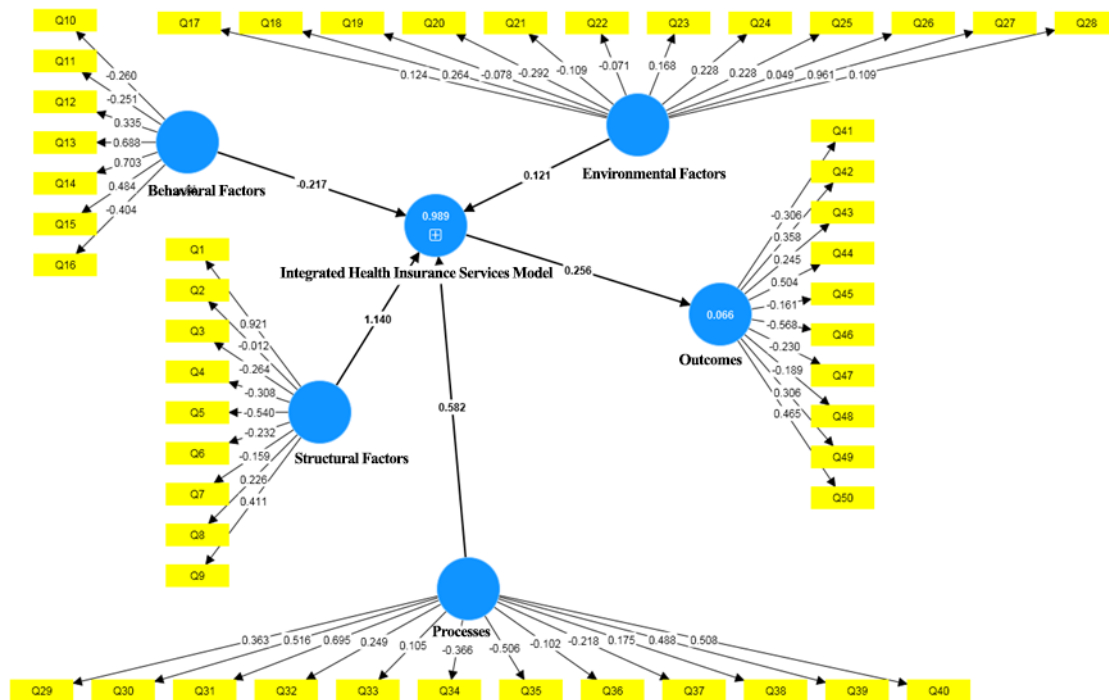 Q10
Q17
Q18
Q19
Q20
Q21
Q22
Q23
Q24
Q25
Q26
Q27
Q28
Q11
Q12
Q13
Q14
Q15
Q16
-0.260
-0.251
0.335
0.688
0.703
0.484
-0.404
Behavioral Factors
0.124
0.264
-0.078
-0.292
-0.109
-0.071
0.168
0.228
0.228
0.049
0.961
0.109
Environmental Factors
-0.217
0.121
0.989
Integrated Health Insurance Services Model
0.256
1.140
0.582
Q41
Q42
Q43
Q44
Q45
Q46
Q47
Q48
Q49
Q50
-0.306
0.358
0.245
0.504
-0.161
-0.568
-0.230
-0.189
0.306
0.465
0.066
Outcomes
Q1
Q2
Q3
Q4
Q5
Q6
Q7
Q8
Q9
0.921
-0.012
-0.264
-0.308
-0.540
-0.232
-0.159
0.226
0.411
Structural Factors
Processes
0.363
0.516
0.695
0.249
0.105
-0.366
-0.506
-0.102
-0.218
0.175
0.488
0.508
Q29
Q30
Q31
Q32
Q33
Q34
Q35
Q36
Q37
Q38
Q39
Q40